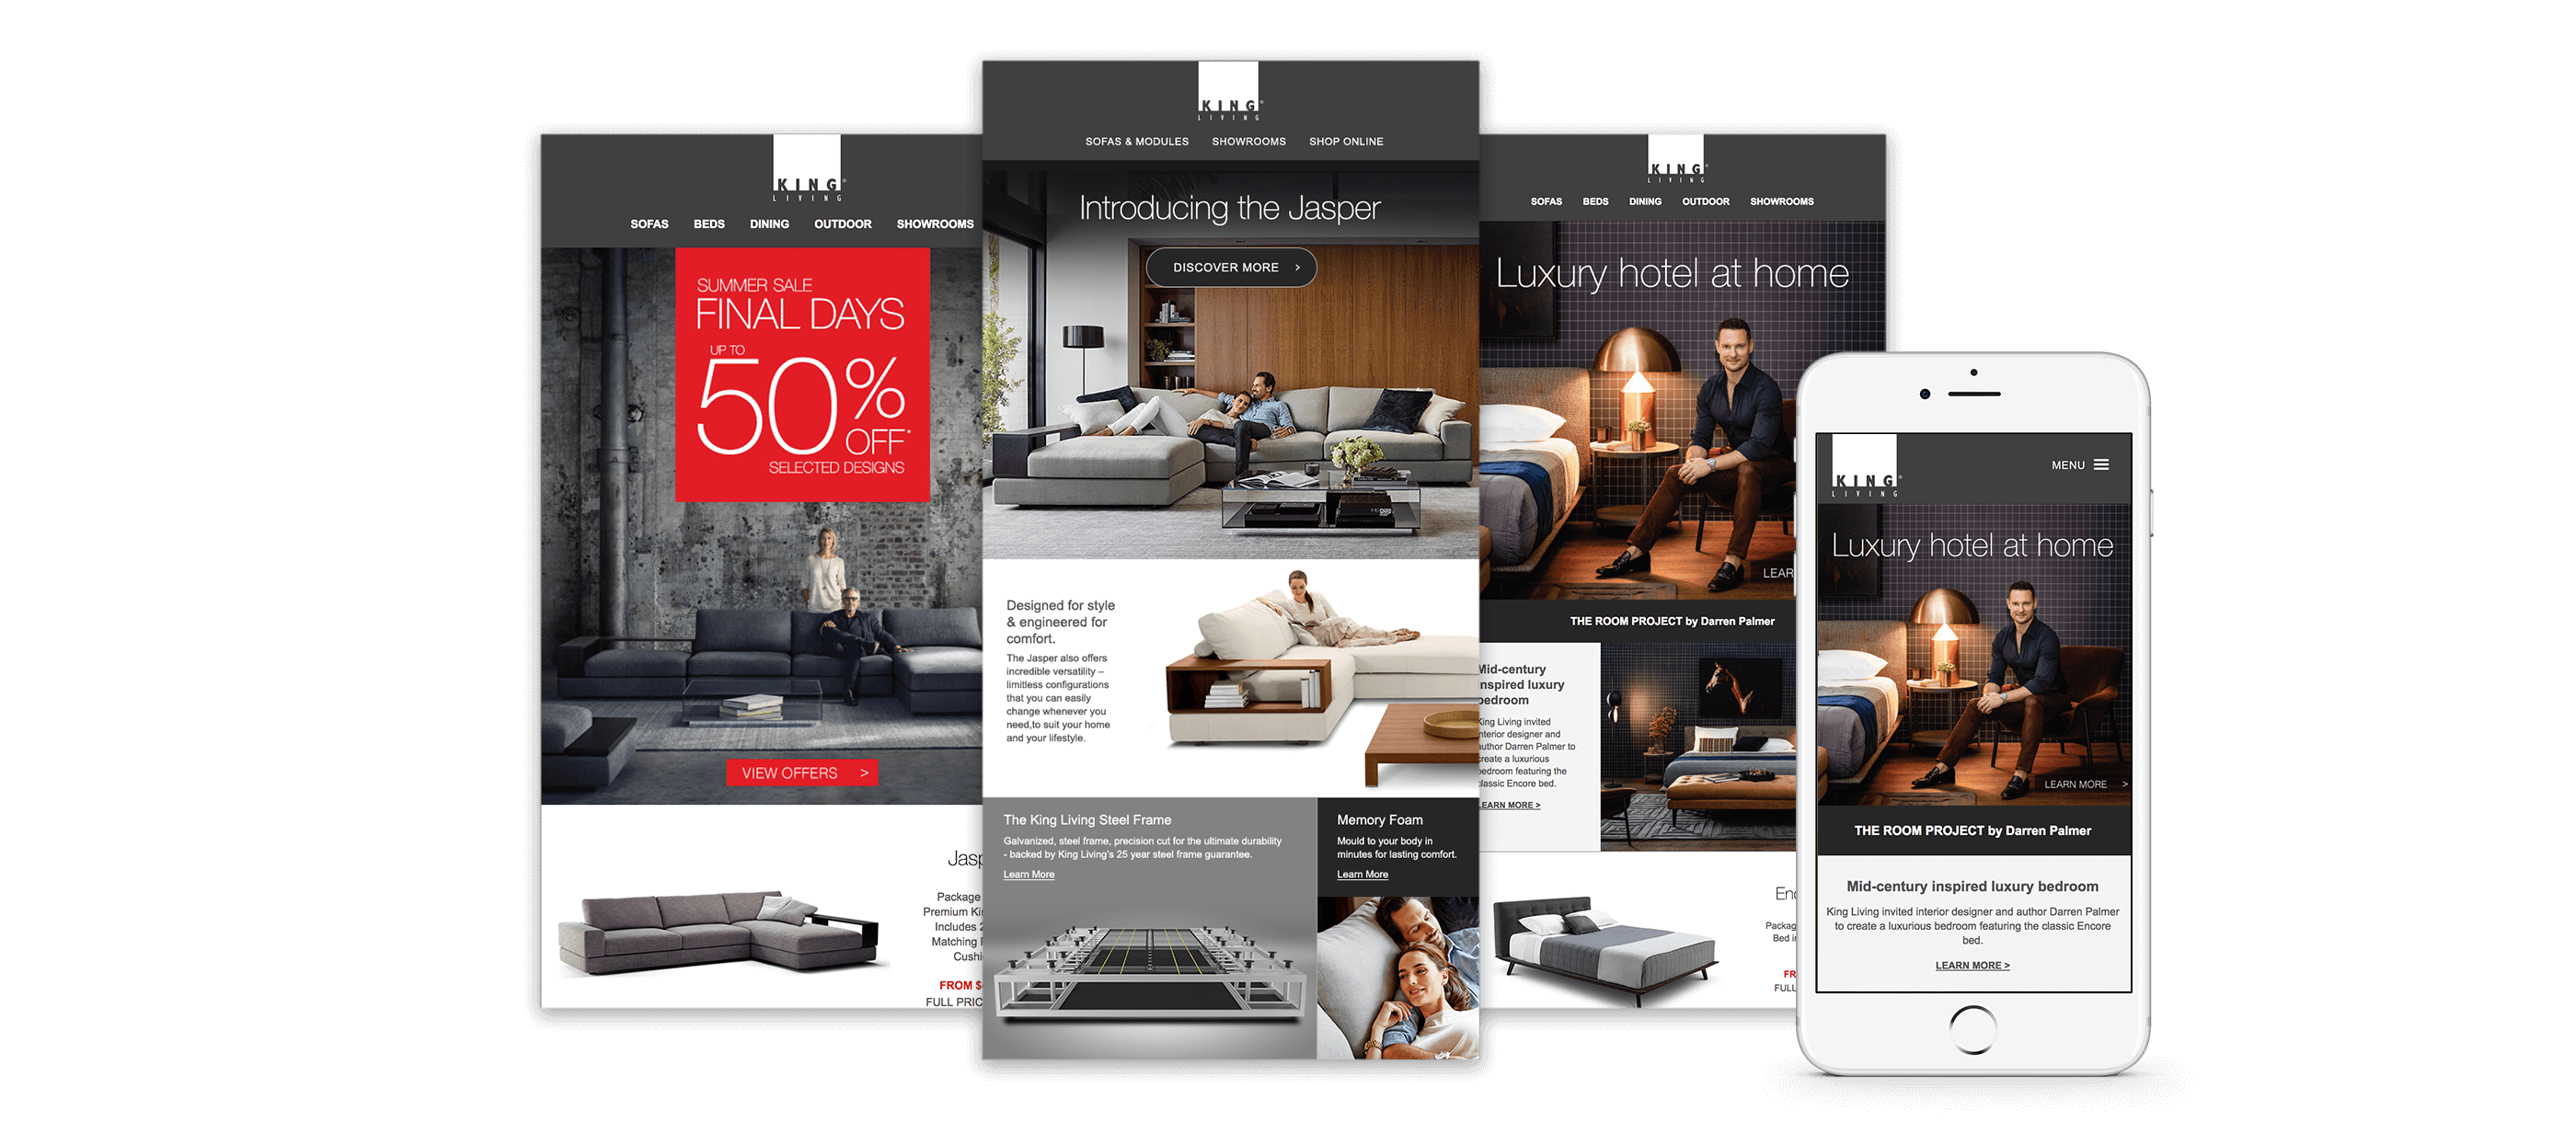 KING
LIVING
SOFAS BEDS DINING OUTDOOR SHOWROOMS
SUMMER SALE
FINAL DAYS
UP TO
50%
OFF*
SELECTED DESIGNS
VIEW OFFERS >
Package
Includes
Matching
FROM
FULL
KING
LIVING
SOFAS & MODULES SHOWROOMS SHOP ONLINE
Introducing the Jasper
DISCOVER MORE >
Designed for style
& engineered for
comfort.
The Jasper also offers
incredible versatility –
limitless configurations
that you can easily
change whenever you
need,to suit your home
and your lifestyle.
The King Living Steel Frame
Galvanized, steel frame, precision cut for the ultimate durability
- backed by King Living's 25 year steel frame guarantee.
Learn More
Memory Foam
Mould to your body in
minutes for lasting comfort.
Learn More
KING
LIVING
SOFAS BEDS DINING OUTDOOR SHOWROOMS
Luxury hotel at home
LEAR
THE ROOM PROJECT by Darren Palmer
Mid-century
inspired luxury
bedroom
King Living invited
interior designer and
author Darren Palmer to
create a luxurious
bedroom featuring the
classic Encore bed.
LEARN MORE >
Bed
FULL
KING
LIVING
MENU
Luxury hotel at home
LEARN MORE >
THE ROOM PROJECT by Darren Palmer
Mid-century inspired luxury bedroom
King Living invited interior designer and author Darren Palmer
to create a luxurious bedroom featuring the classic Encore
bed.
LEARN MORE >